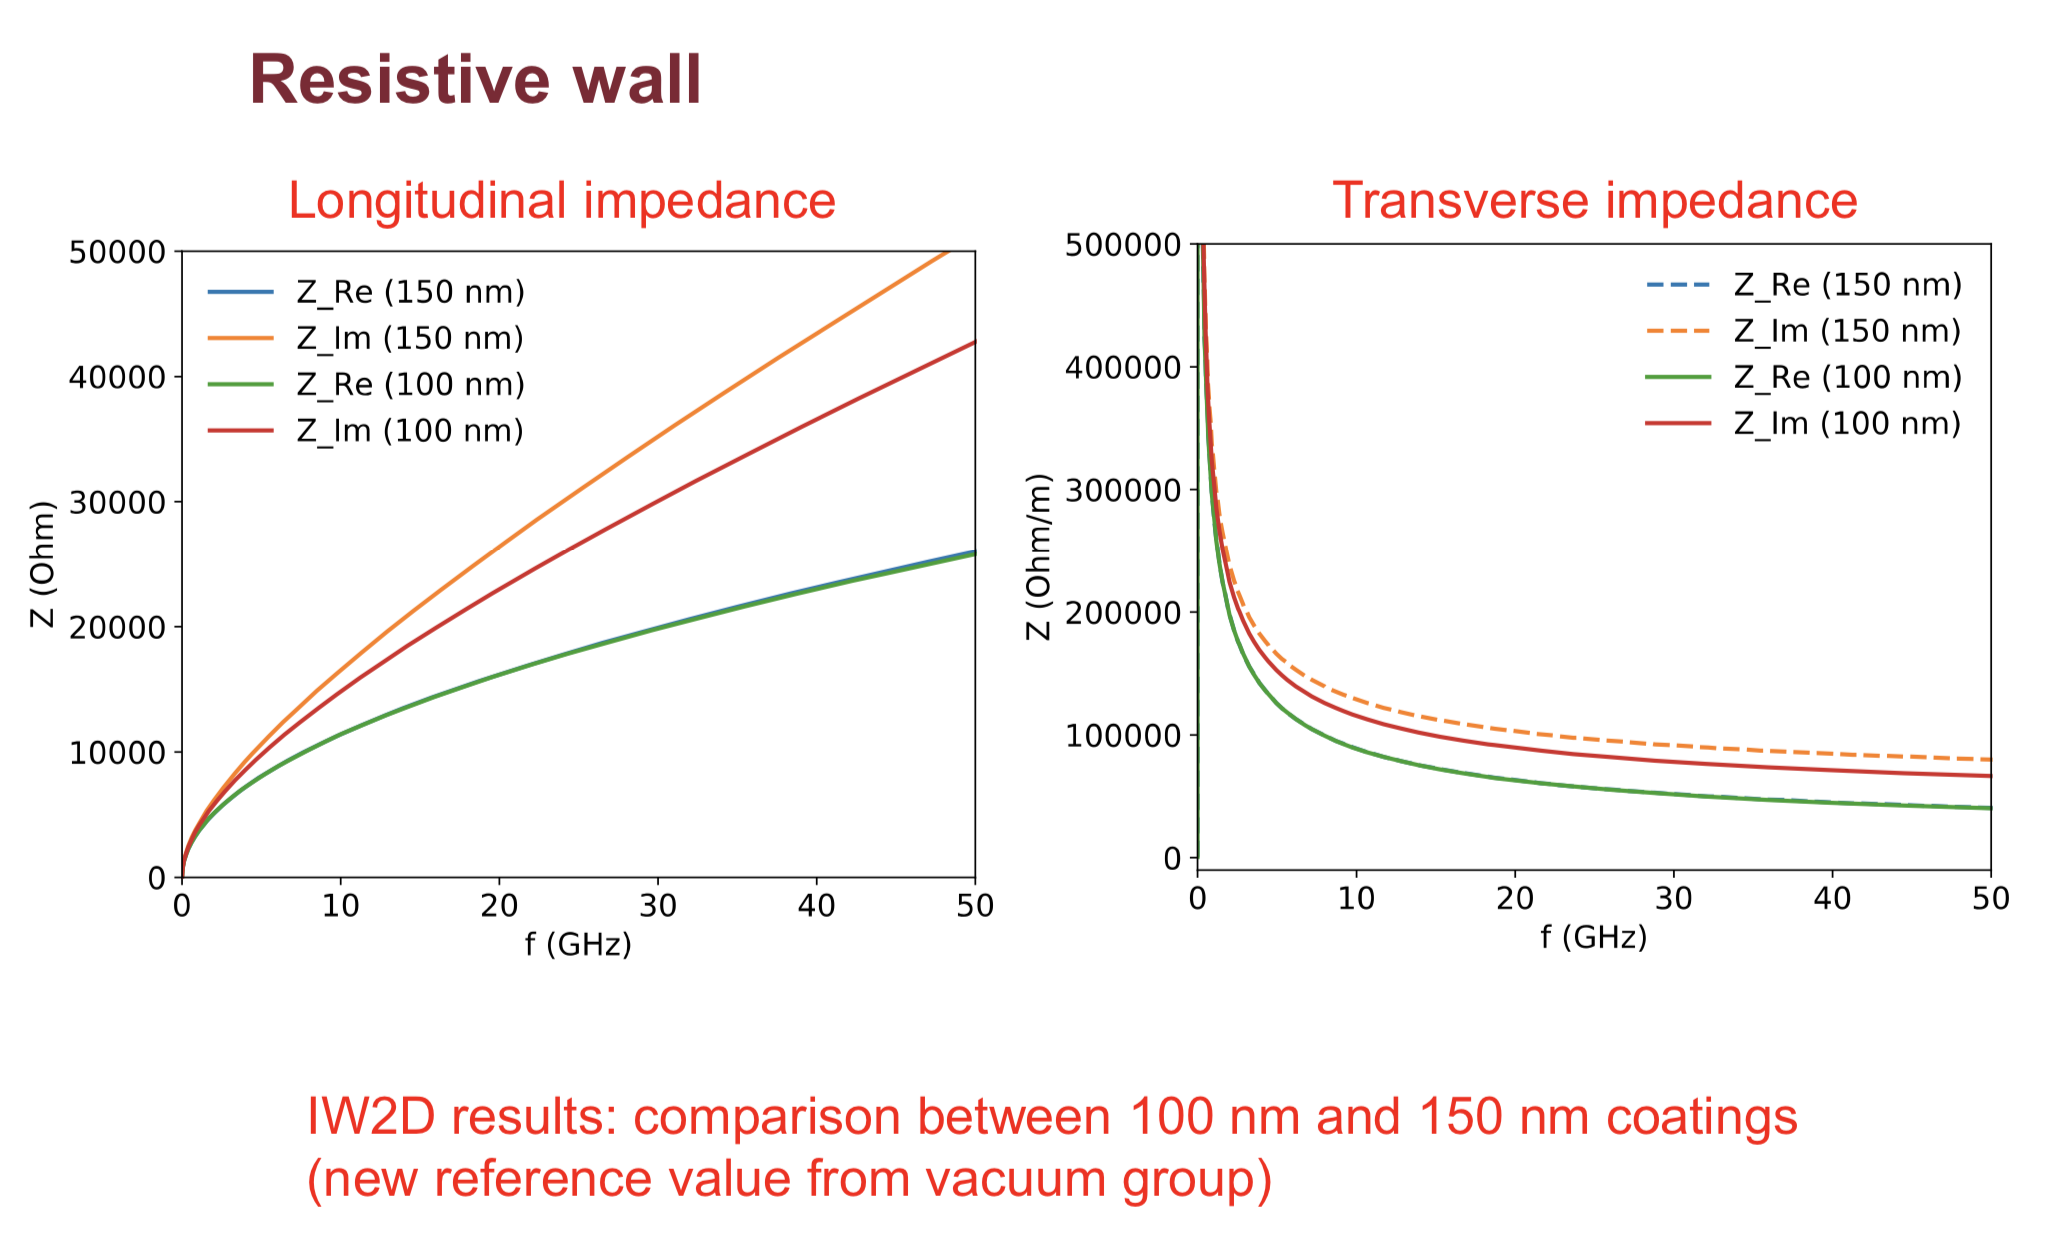 Resistive wall
Longitudinal impedance
50000
40000
30000
20000
10000
0
0 10 20 30 40 50
Z (Ohm)
f (GHz)
Z_Re (150 nm)
Z_Im (150 nm)
Z_Re (100 nm)
Z_Im (100 nm)
Transverse impedance
500000
400000
300000
200000
100000
0
0 10 20 30 40 50
Z (Ohm/m)
f (GHz)
Z_Re (150 nm)
Z_Im (150 nm)
Z_Re (100 nm)
Z_Im (100 nm)
IW2D results: comparison between 100 nm and 150 nm coatings
(new reference value from vacuum group)